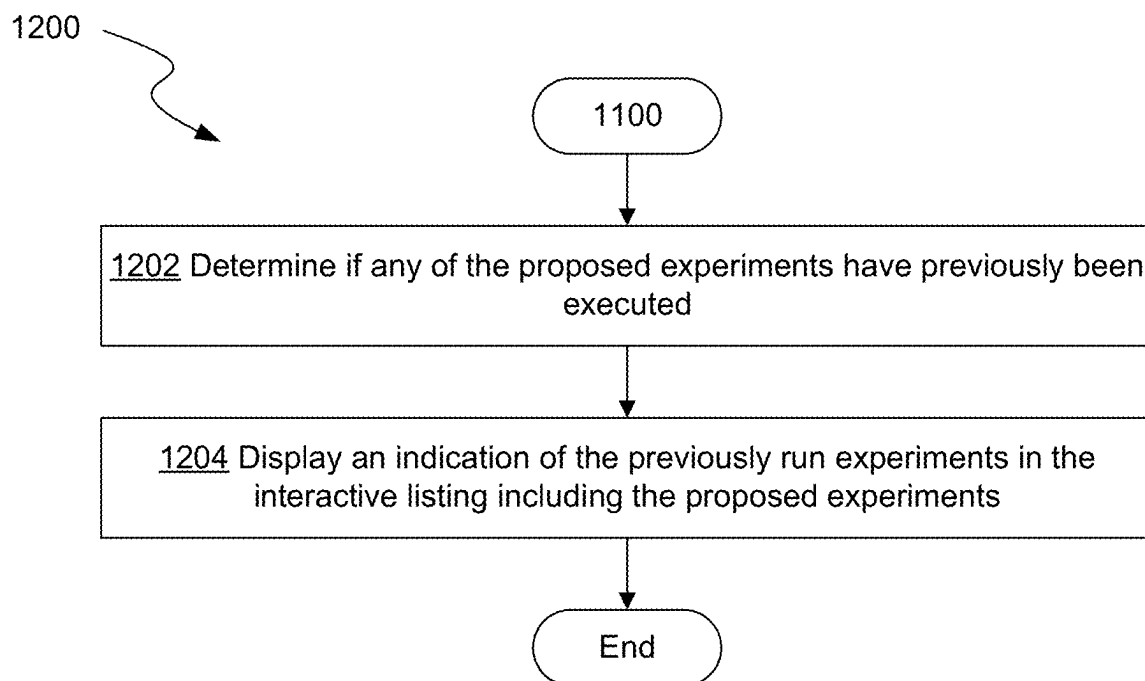 1200
1100
1202 Determine if any of the proposed experiments have previously been
executed
1204 Display an indication of the previously run experiments in the
interactive listing including the proposed experiments
End